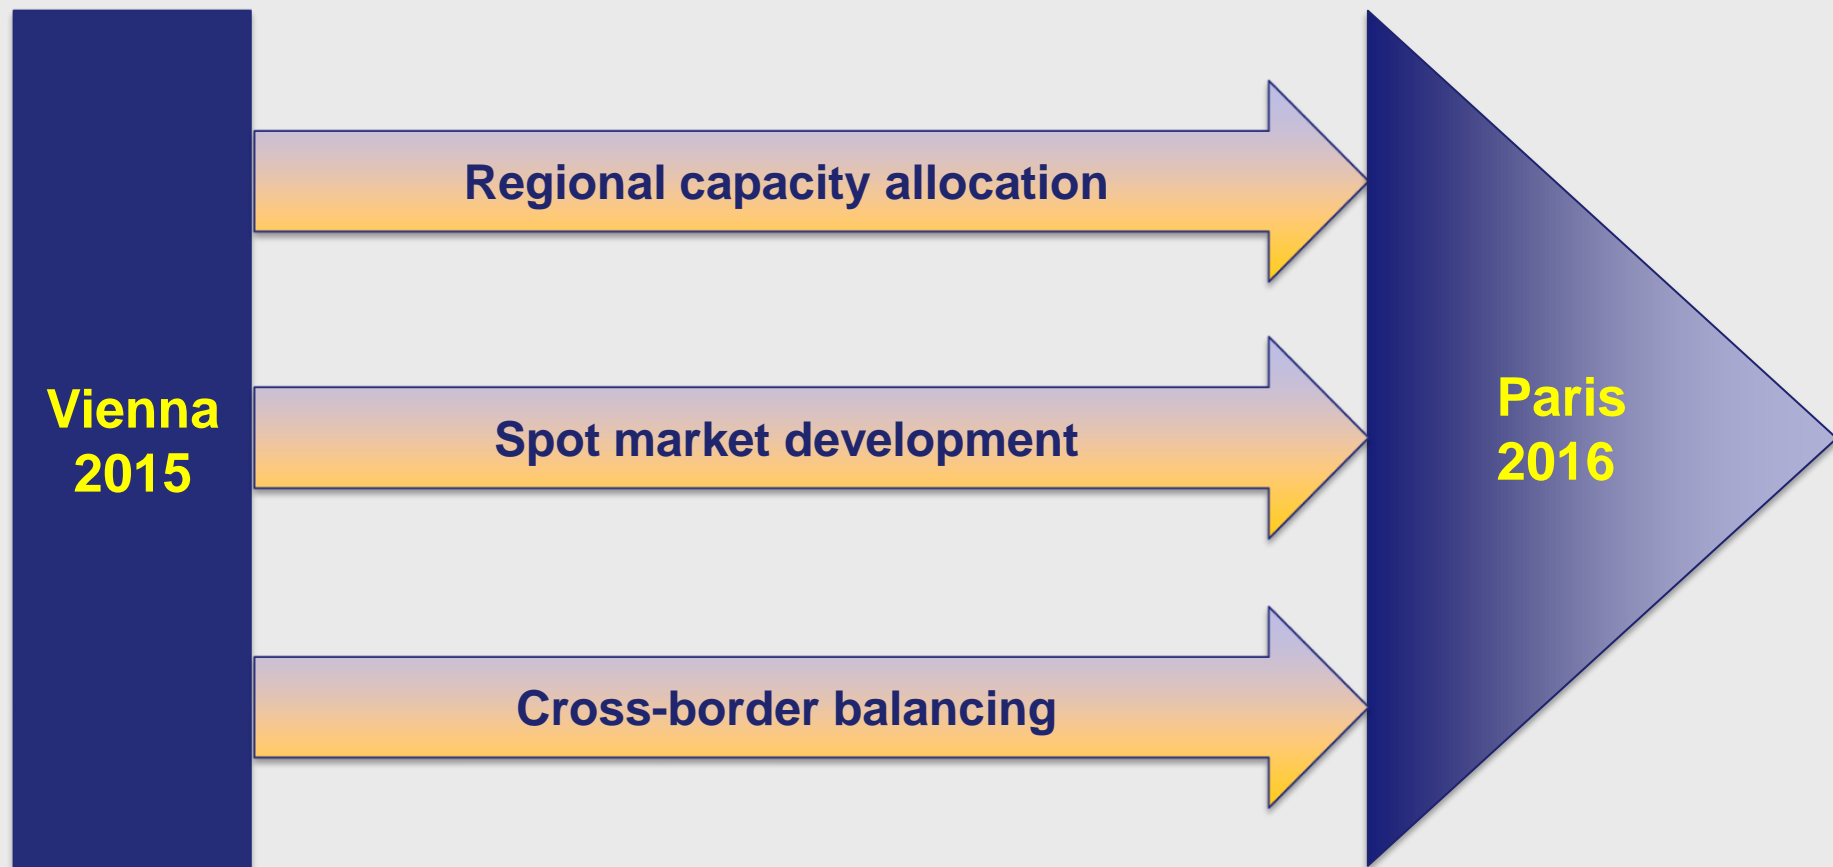 Vienna
2015
Regional capacity allocation
Spot market development
Cross-border balancing
Paris
2016